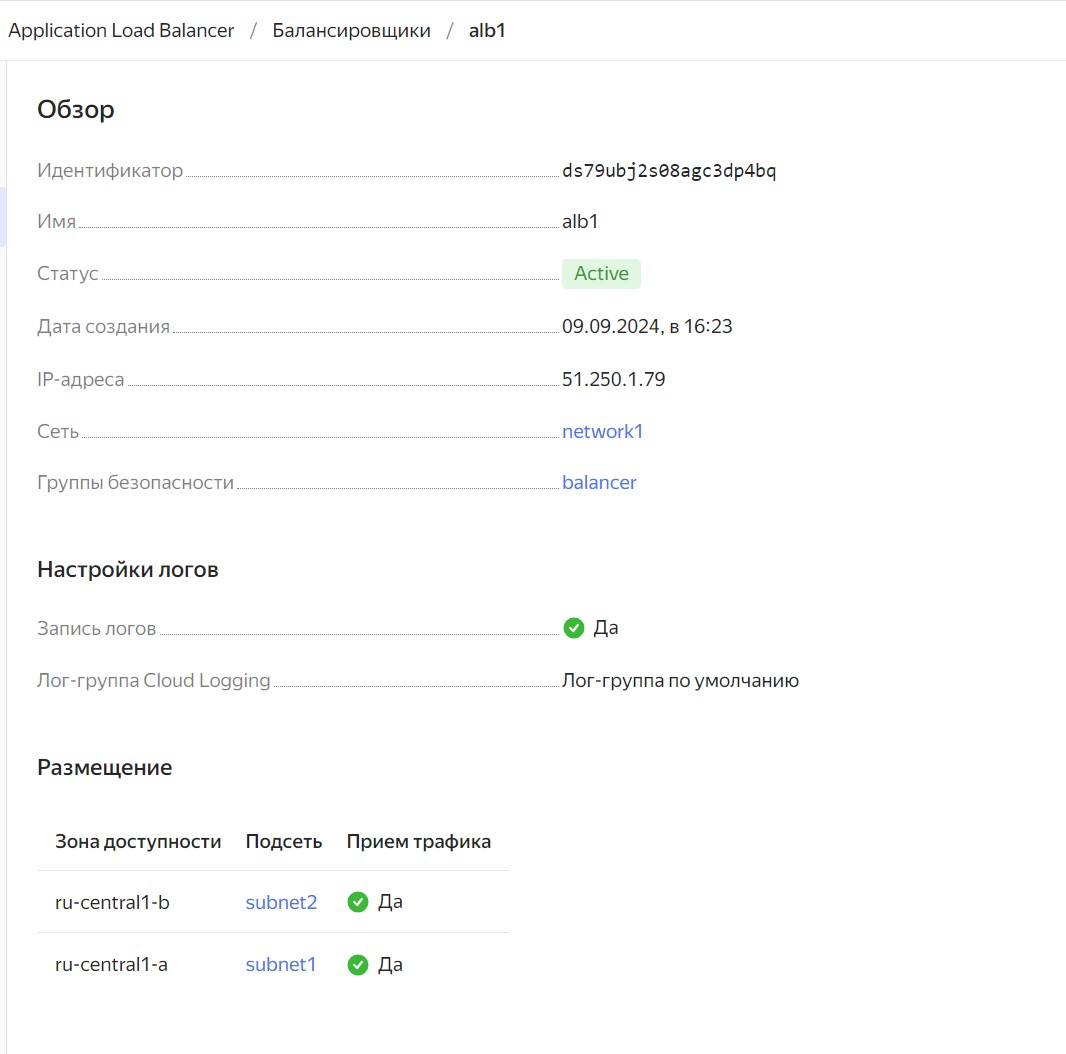 Application Load Balancer / Балансировщики / alb1
Обзор
Идентификатор ds79ubj2s08agc3dp4bq
Имя alb1
Статус Active
Дата создания 09.09.2024, в 16:23
IP-адреса 51.250.1.79
Сеть network1
Группы безопасности balancer
Настройки логов
Запись логов Да
Лог-группа Cloud Logging Лог-группа по умолчанию
Размещение
Зона доступности Подсеть Прием трафика
ru-central1-b subnet2 Да
ru-central1-a subnet1 Да